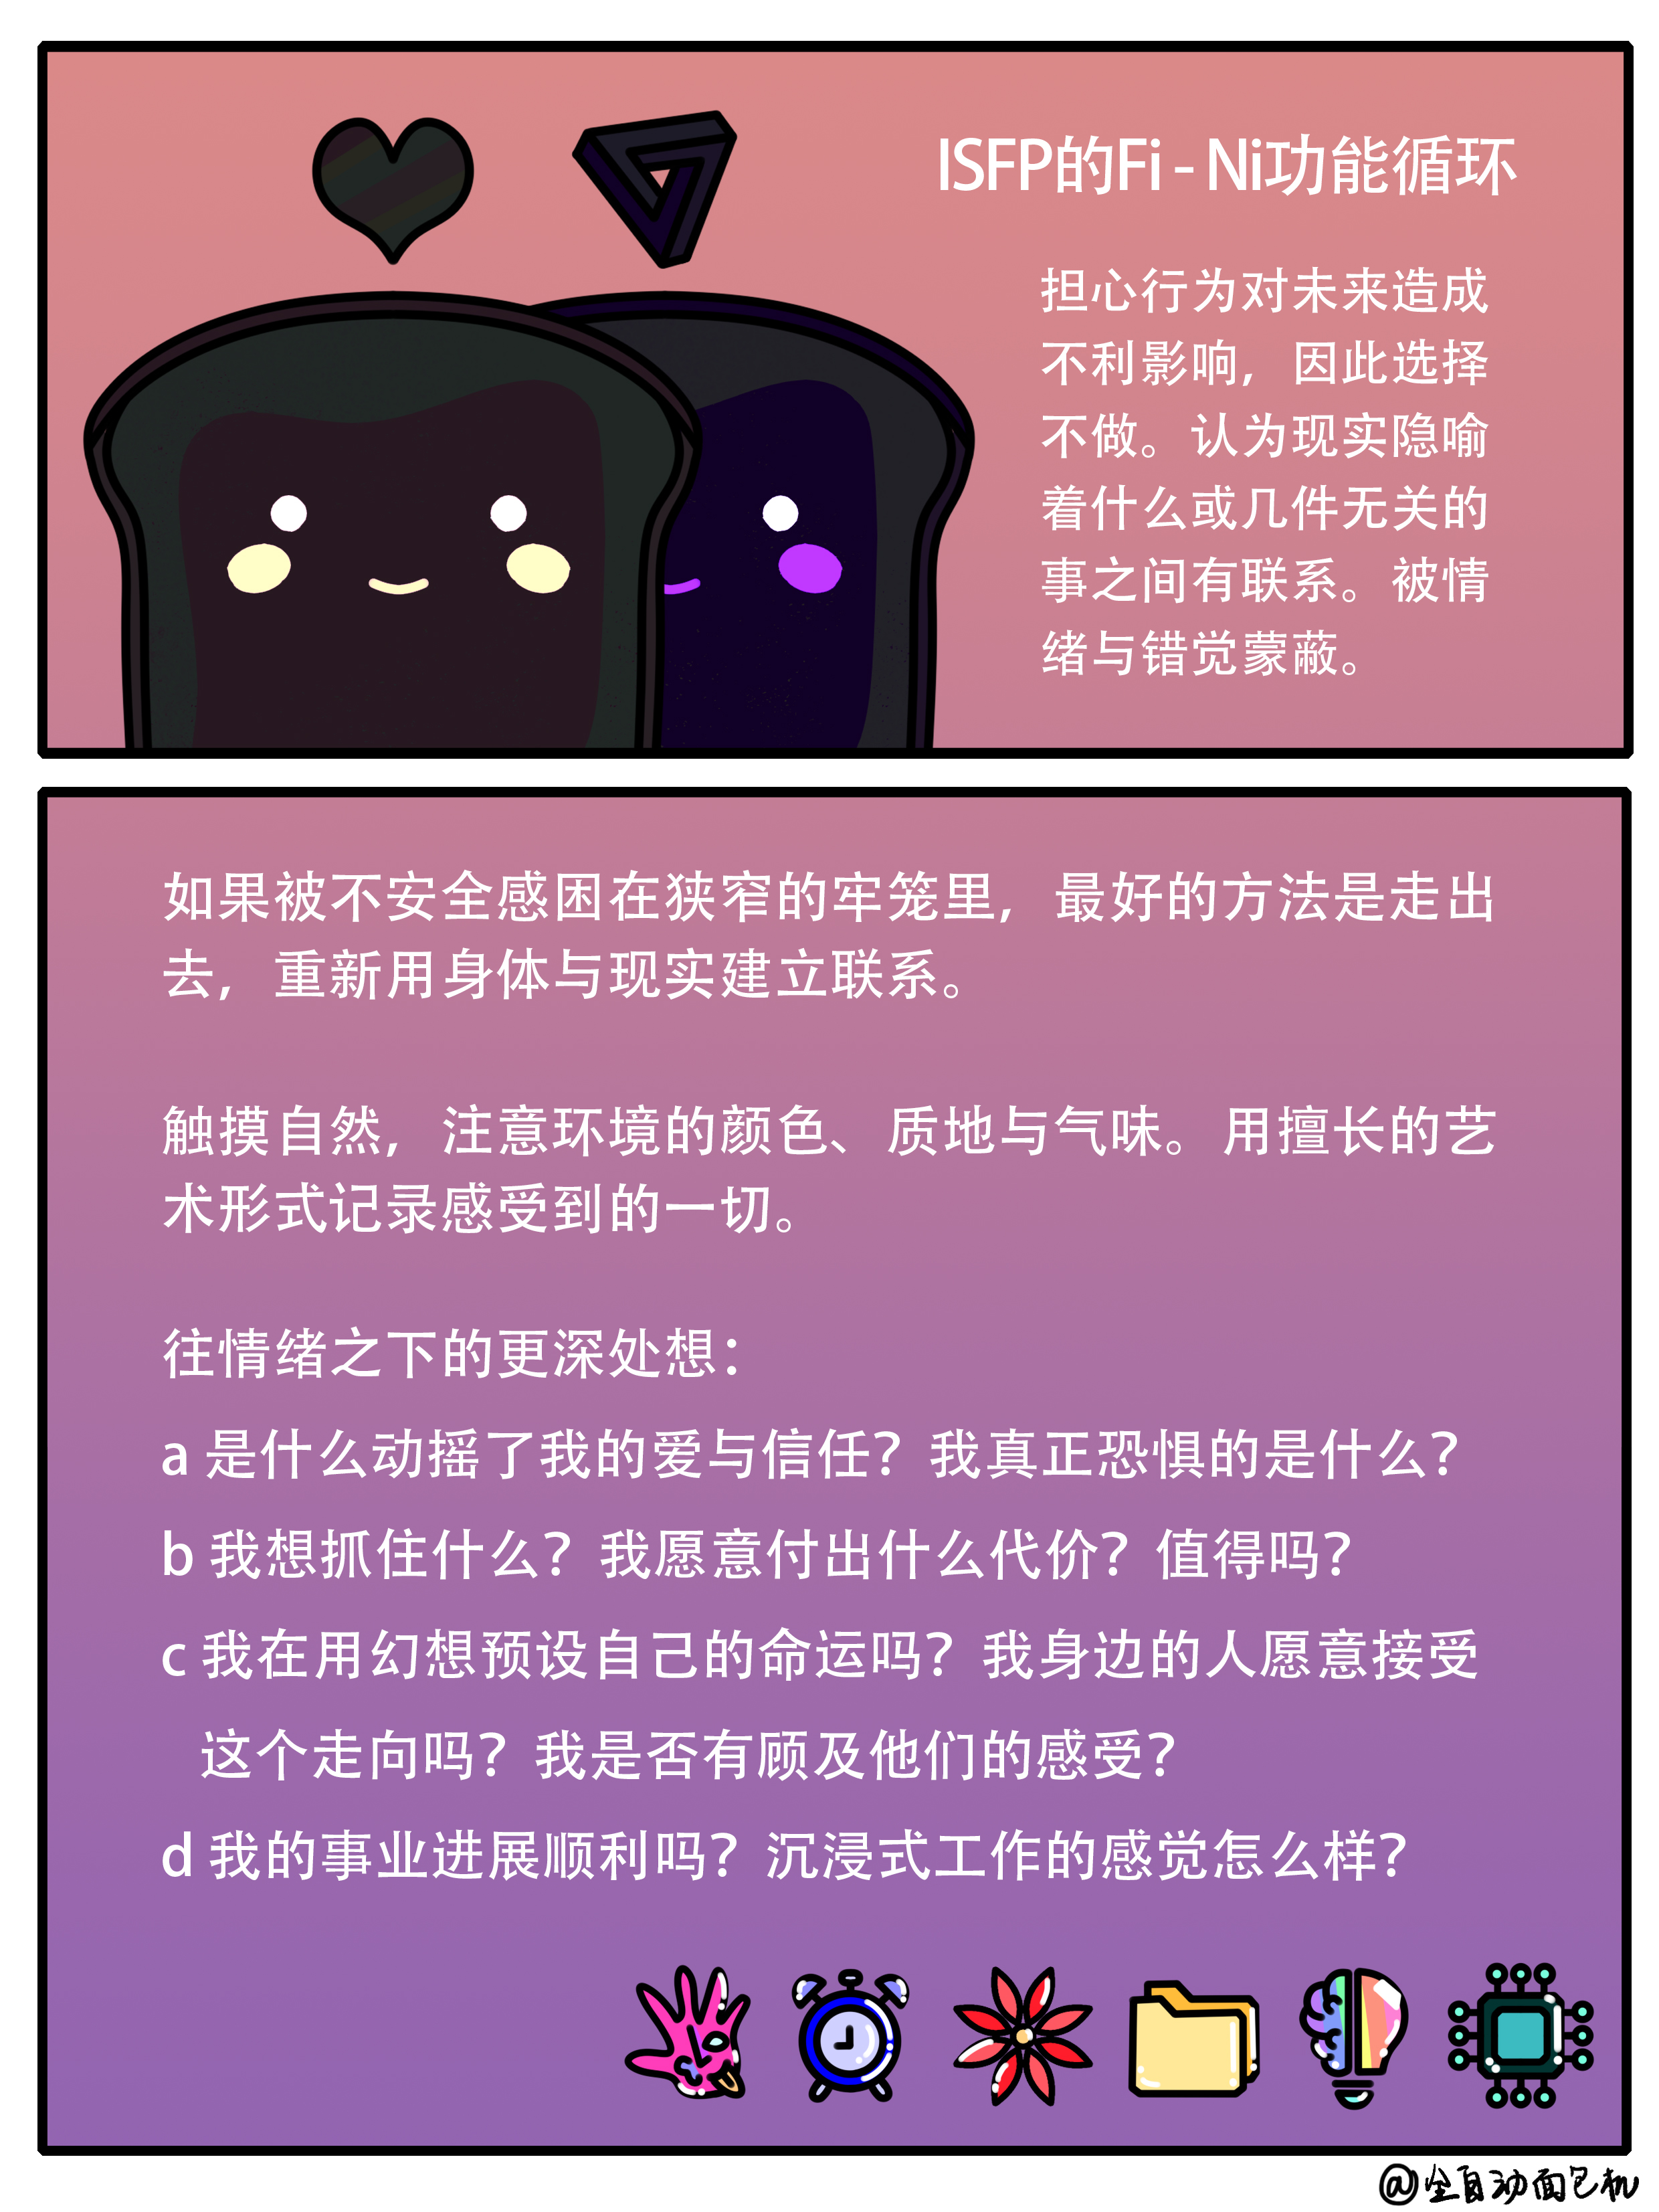 ISFP的Fi - Ni功能循环
担心行为对未来造成
不利影响，因此选择
不做。认为现实隐喻
着什么或几件无关的
事之间有联系。被情
绪与错觉蒙蔽。
如果被不安全感困在狭窄的牢笼里，最好的方法是走出
去，重新用身体与现实建立联系。
触摸自然，注意环境的颜色、质地与气味。用擅长的艺
术形式记录感受到的一切。
往情绪之下的更深处想：
a 是什么动摇了我的爱与信任？我真正恐惧的是什么？
b 我想抓住什么？我愿意付出什么代价？值得吗？
c 我在用幻想预设自己的命运吗？我身边的人愿意接受
这个走向吗？我是否有顾及他们的感受？
d 我的事业进展顺利吗？沉浸式工作的感觉怎么样？
@全自动面包机